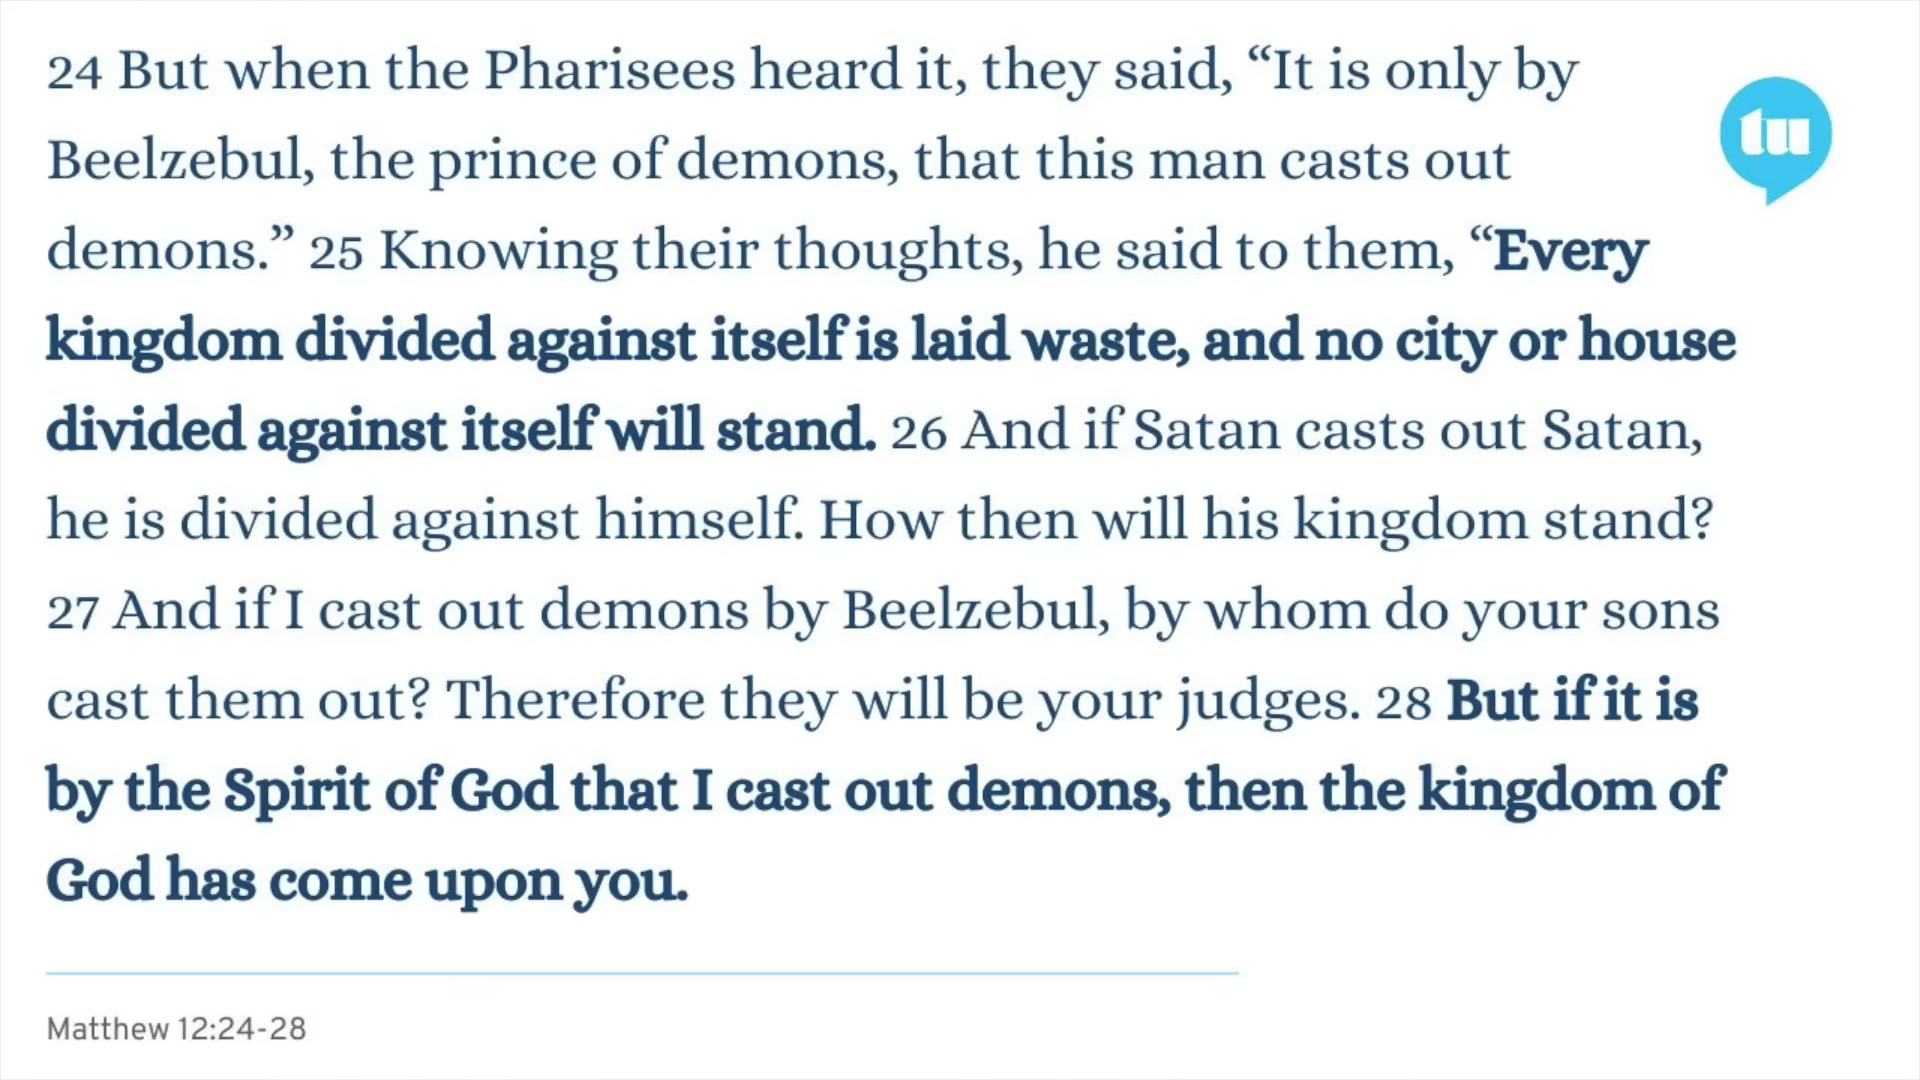 24 But when the Pharisees heard it, they said, “It is only by
Beelzebul, the prince of demons, that this man casts out
demons.” 25 Knowing their thoughts, he said to them, “Every
kingdom divided against itself is laid waste, and no city or house
divided against itself will stand. 26 And if Satan casts out Satan,
he is divided against himself. How then will his kingdom stand?
27 And if I cast out demons by Beelzebul, by whom do your sons
cast them out? Therefore they will be your judges. 28 But if it is
by the Spirit of God that I cast out demons, then the kingdom of
God has come upon you.
tu
Matthew 12:24-28